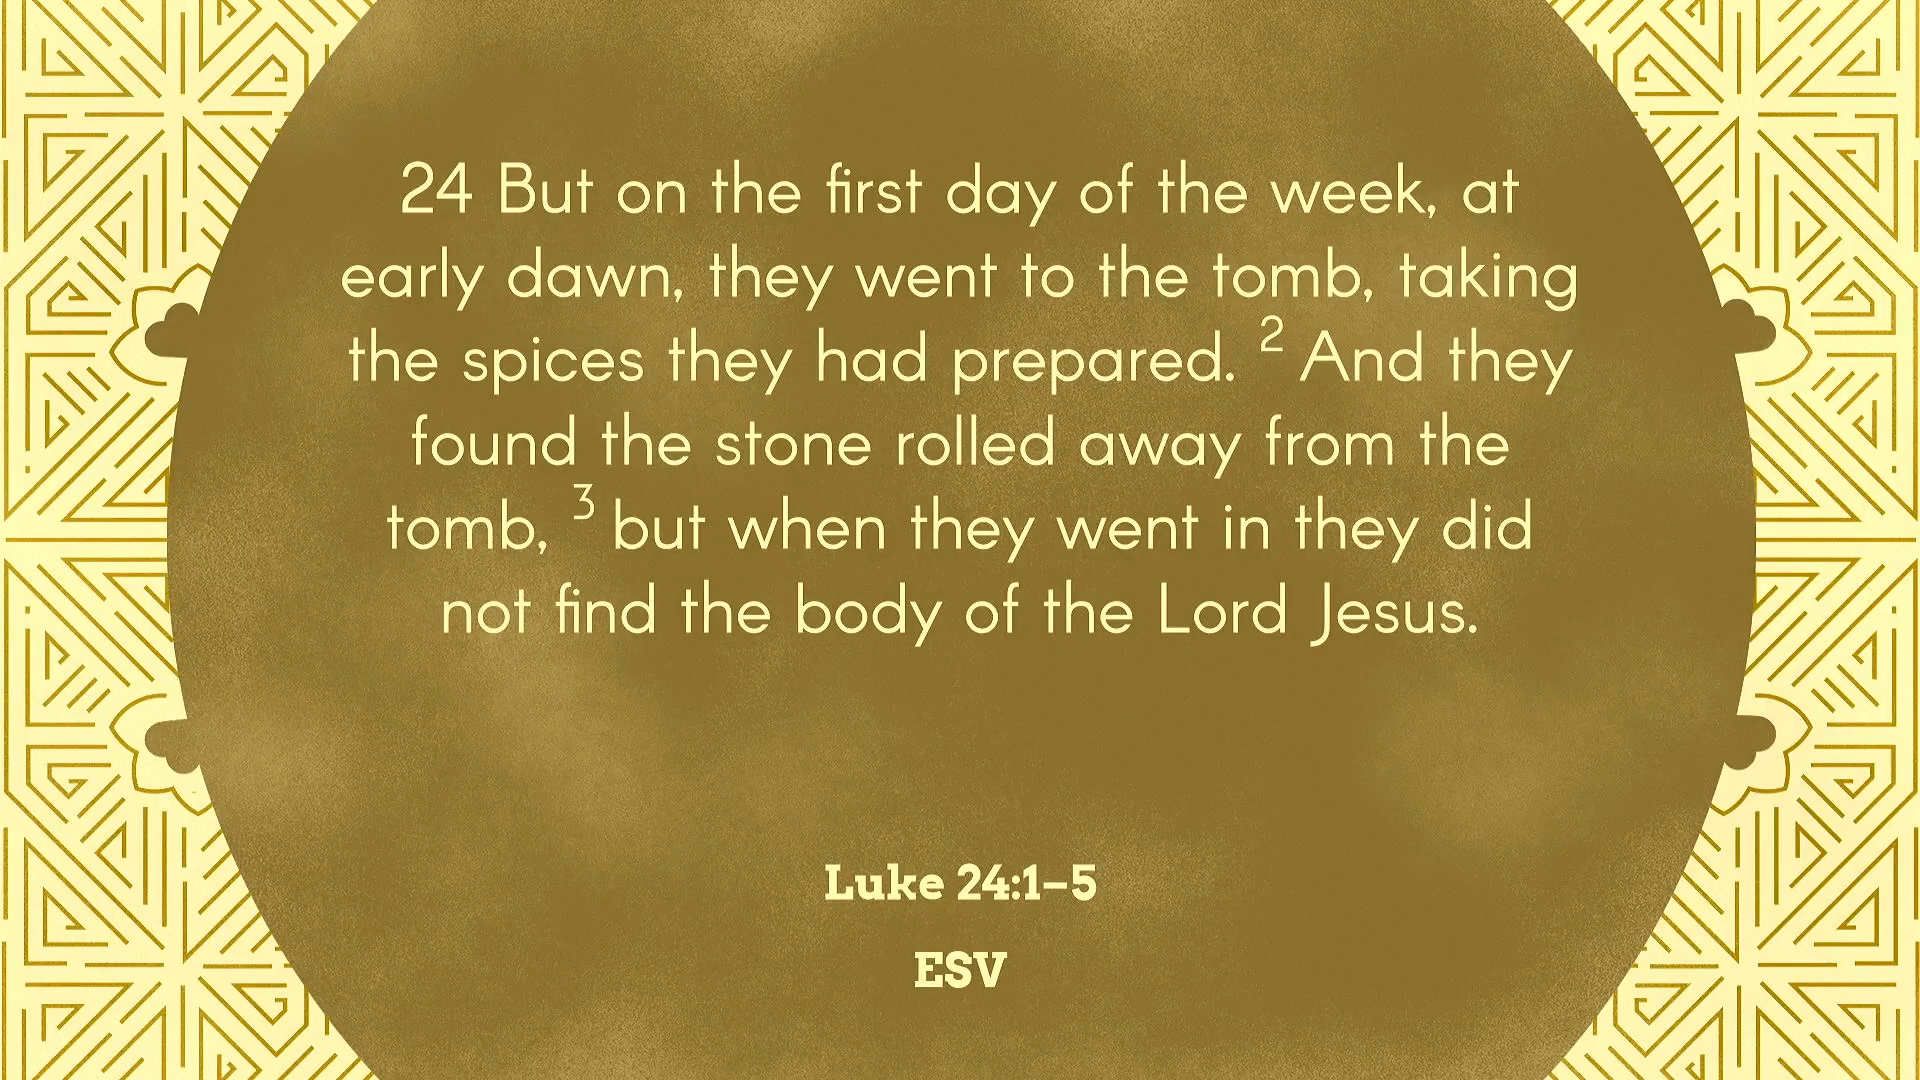 24 But on the first day of the week, at
early dawn, they went to the tomb, taking
the spices they had prepared. 2 And they
found the stone rolled away from the
tomb, 3 but when they went in they did
not find the body of the Lord Jesus.
Luke 24:1–5
ESV